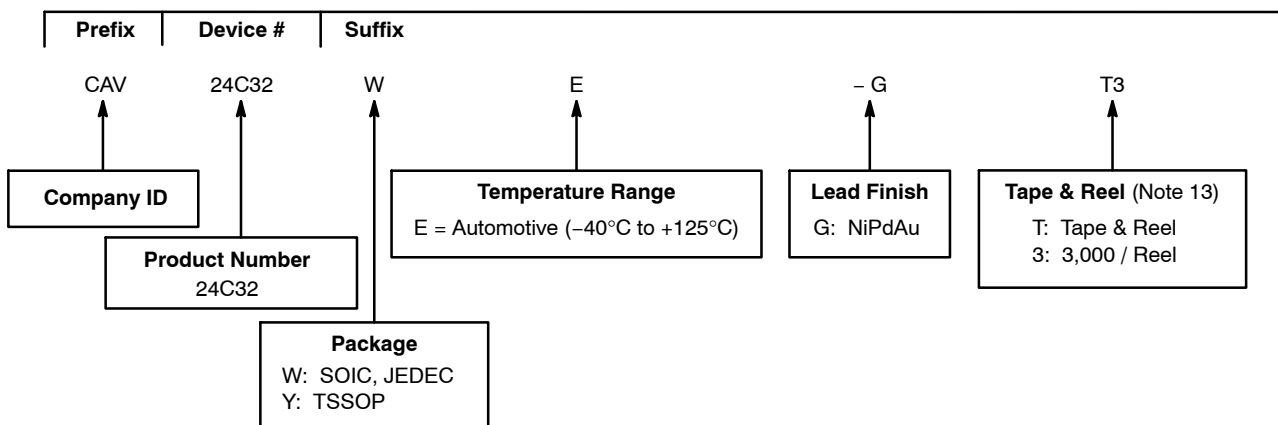 Prefix Device # Suffix
CAV 24C32 W E – G T3
Company ID
Product Number
24C32
Package
W: SOIC, JEDEC
Y: TSSOP
Temperature Range
E = Automotive (−40°C to +125°C)
Lead Finish
G: NiPdAu
Tape & Reel (Note 13)
T: Tape & Reel
3: 3,000 / Reel